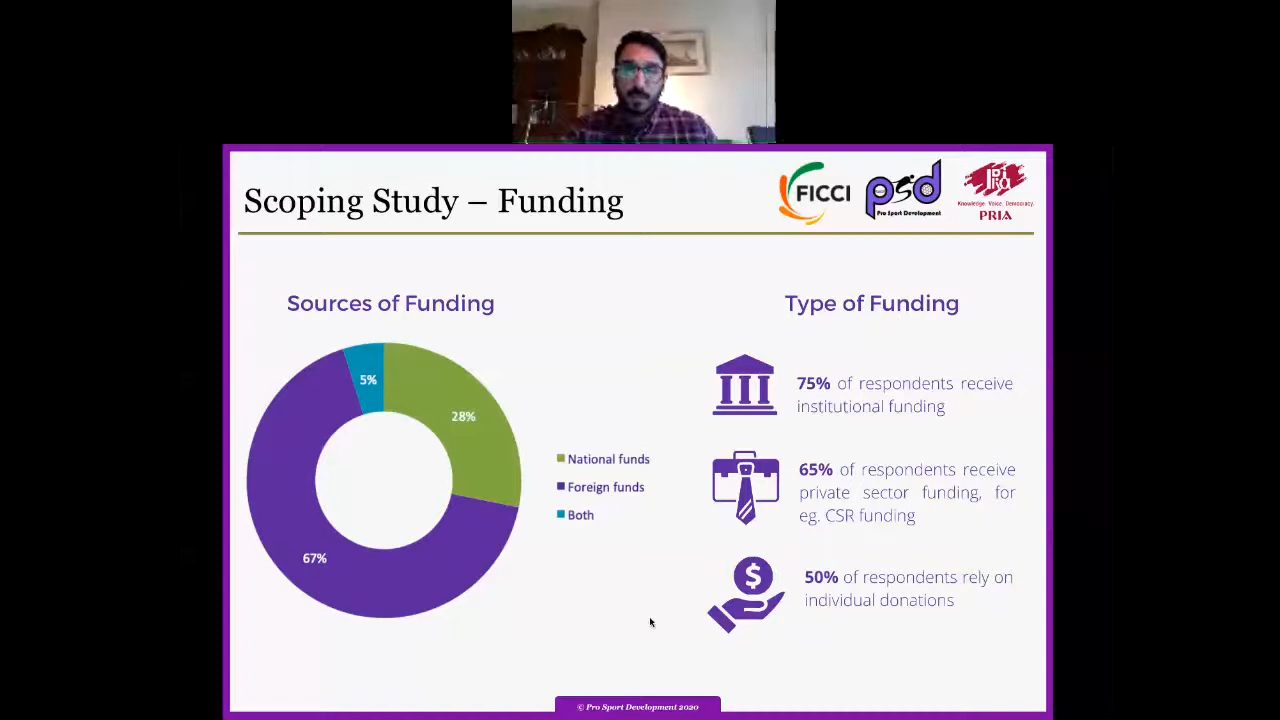 Scoping Study – Funding
FICCI
psd
Pro Sport Development
Knowledge. Voice. Democracy.
PRIA
Sources of Funding
5%
28%
67%
National funds
Foreign funds
Both
Type of Funding
75% of respondents receive
institutional funding
65% of respondents receive
private sector funding, for
eg. CSR funding
$
50% of respondents rely on
individual donations
© Pro Sport Development 2020